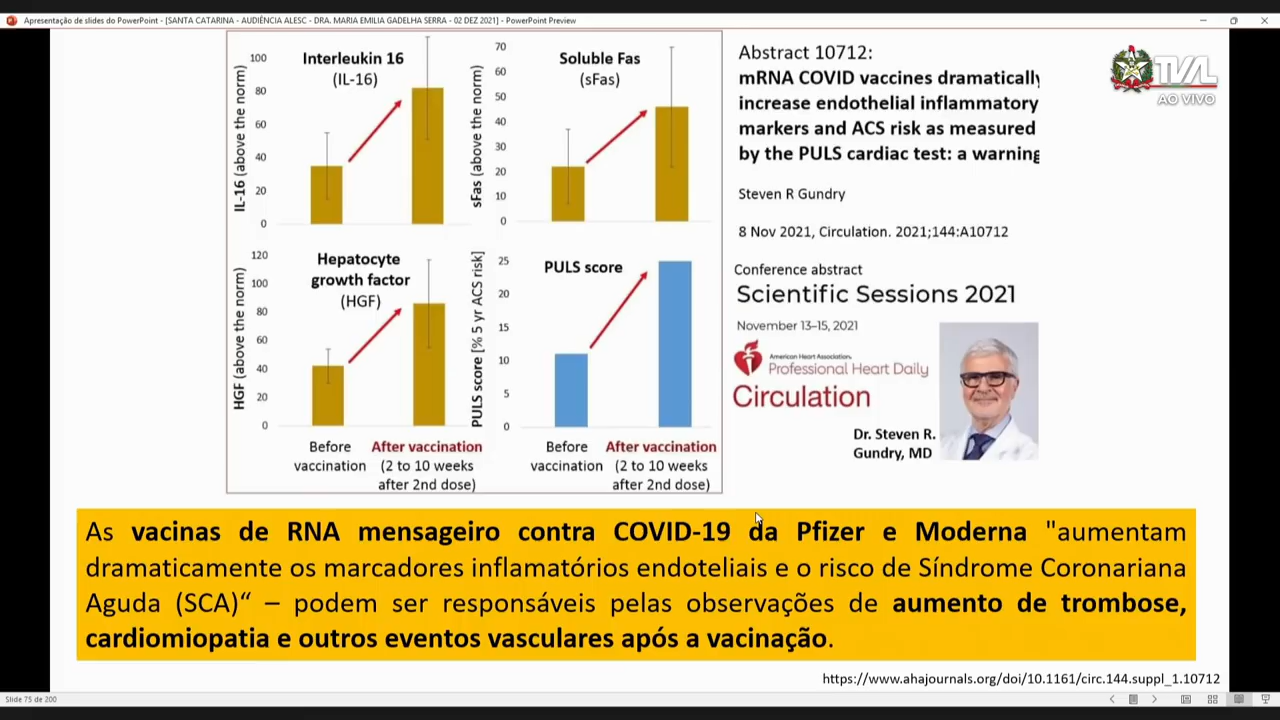 Apresentação de slides do PowerPoint - [SANTA CATARINA - AUDIÊNCIA ALESC - DRA. MARIA EMILIA GADELHA SERRA - 02 DEZ 2021] - PowerPoint Preview
Interleukin 16
(IL-16)
IL-16 (above the norm)
100
80
60
40
20
0
Soluble Fas
(sFas)
sFas (above the norm)
70
60
50
40
30
20
10
0
Hepatocyte
growth factor
(HGF)
HGF (above the norm)
120
100
80
60
40
20
0
Before
vaccination
After vaccination
(2 to 10 weeks
after 2nd dose)
PULS score
PULS score [% 5 yr ACS risk]
25
20
15
10
5
0
Before
vaccination
After vaccination
(2 to 10 weeks
after 2nd dose)
Abstract 10712:
mRNA COVID vaccines dramatically
increase endothelial inflammatory
markers and ACS risk as measured
by the PULS cardiac test: a warning
Steven R Gundry
8 Nov 2021, Circulation. 2021;144:A10712
Conference abstract
Scientific Sessions 2021
November 13–15, 2021
American Heart Association.
Professional Heart Daily
Circulation
Dr. Steven R.
Gundry, MD
TVAL
AO VIVO
As vacinas de RNA mensageiro contra COVID-19 da Pfizer e Moderna "aumentam
dramaticamente os marcadores inflamatórios endoteliais e o risco de Síndrome Coronariana
Aguda (SCA)“ – podem ser responsáveis pelas observações de aumento de trombose,
cardiomiopatia e outros eventos vasculares após a vacinação.
https://www.ahajournals.org/doi/10.1161/circ.144.suppl_1.10712
Slide 75 de 200